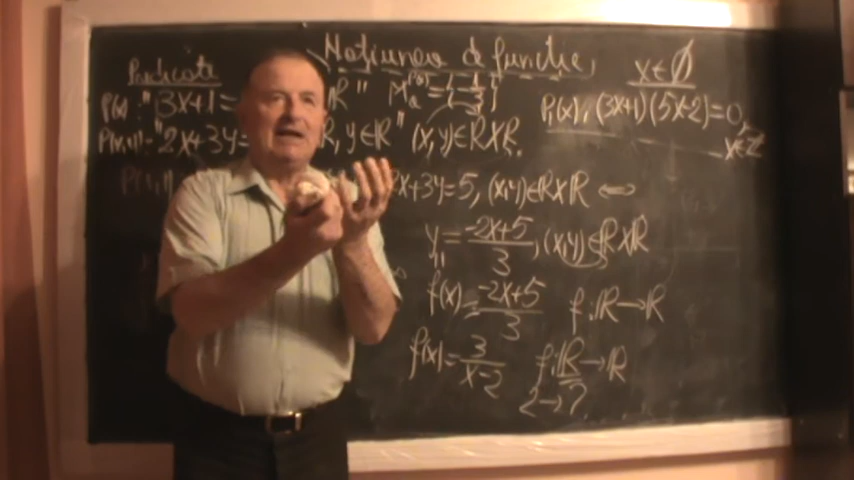 Noțiunea de funcție,
Predicate
P(x): "3x+1= R" M = {-1/3}
x∈∅
P(x,y): "2x+3y= R, y∈R" (x,y)∈R×R.
P₁(x), (3x+1)(5x-2)=0,
x∈Z
2x+3y=5, (x,y)∈R×R ⇔
y = (-2x+5)/3, (x,y)∈R×R
f(x) = (-2x+5)/3 f:R→R
f(x) = 3/(x-2) f:R→R
2→?